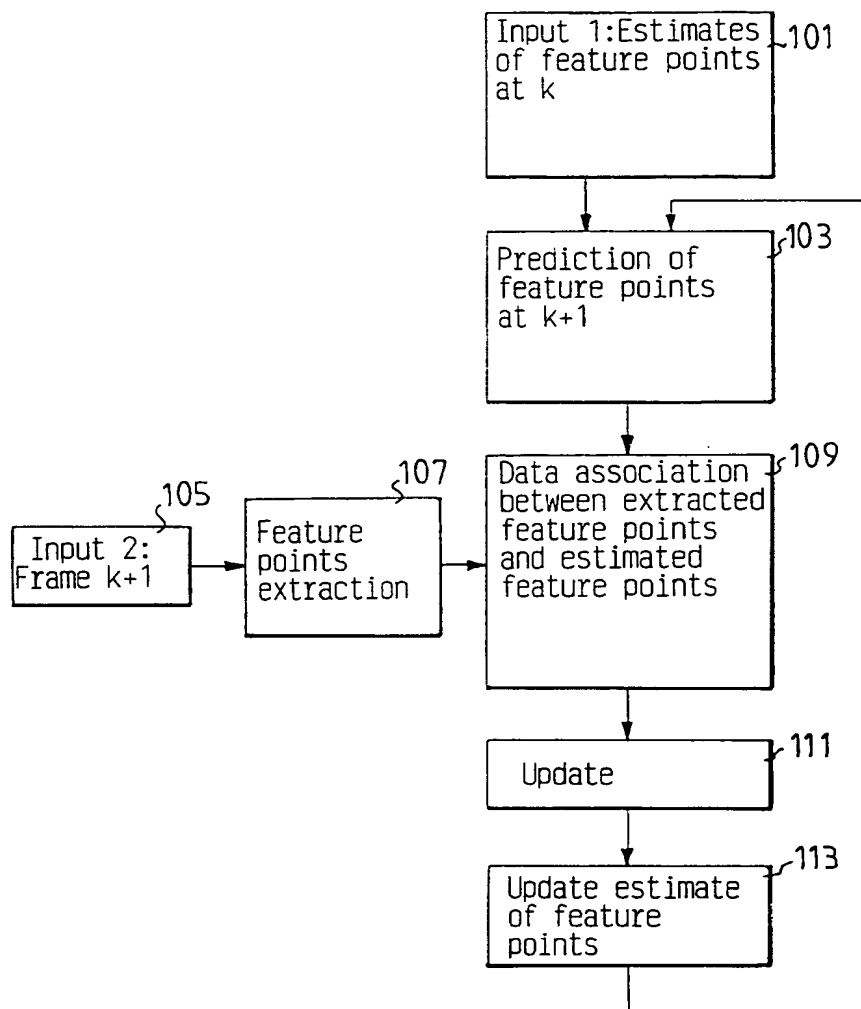 Input 1:Estimates
of feature points
at k
101
Prediction of
feature points
at k+1
103
Input 2:
Frame k+1
105
Feature
points
extraction
107
Data association
between extracted
feature points
and estimated
feature points
109
Update
111
Update estimate
of feature
points
113